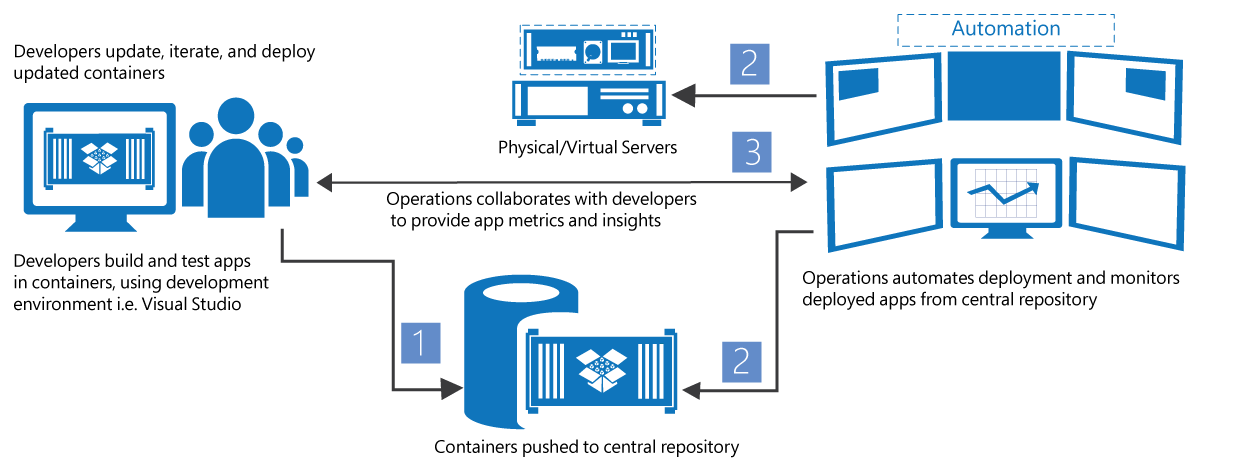 Developers update, iterate, and deploy
updated containers
Developers build and test apps
in containers, using development
environment i.e. Visual Studio
1
Physical/Virtual Servers
2
3
Operations collaborates with developers
to provide app metrics and insights
Automation
Operations automates deployment and monitors
deployed apps from central repository
2
Containers pushed to central repository